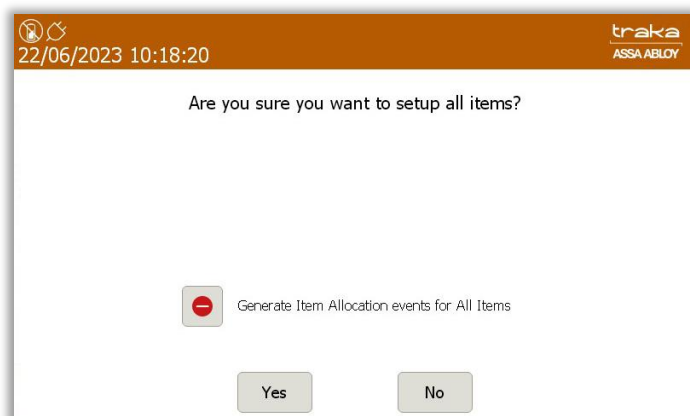 22/06/2023 10:18:20
traka
ASSA ABLOY
Are you sure you want to setup all items?
Generate Item Allocation events for All Items
Yes
No